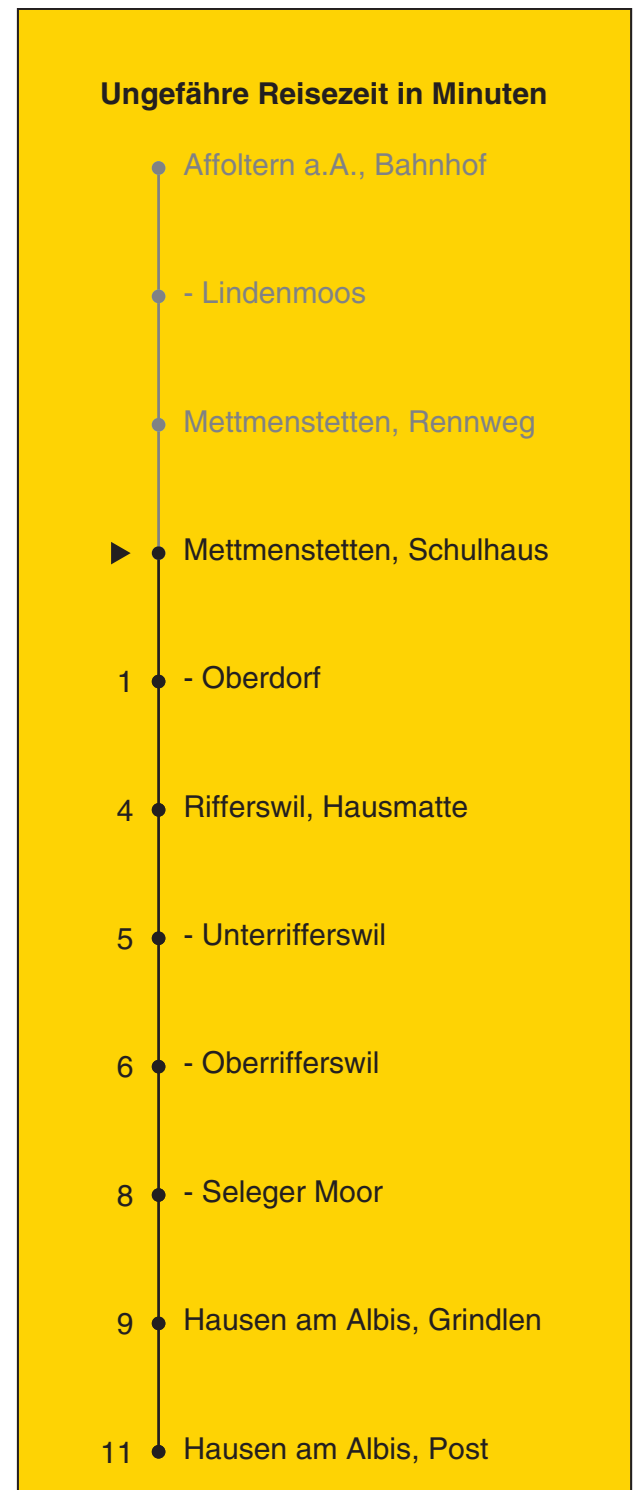 Ungefähre Reisezeit in Minuten
Affoltern a.A., Bahnhof
- Lindenmoos
Mettmenstetten, Rennweg
Mettmenstetten, Schulhaus
1 - Oberdorf
4 Rifferswil, Hausmatte
5 - Unterrifferswil
6 - Oberrifferswil
8 - Seleger Moor
9 Hausen am Albis, Grindlen
11 Hausen am Albis, Post